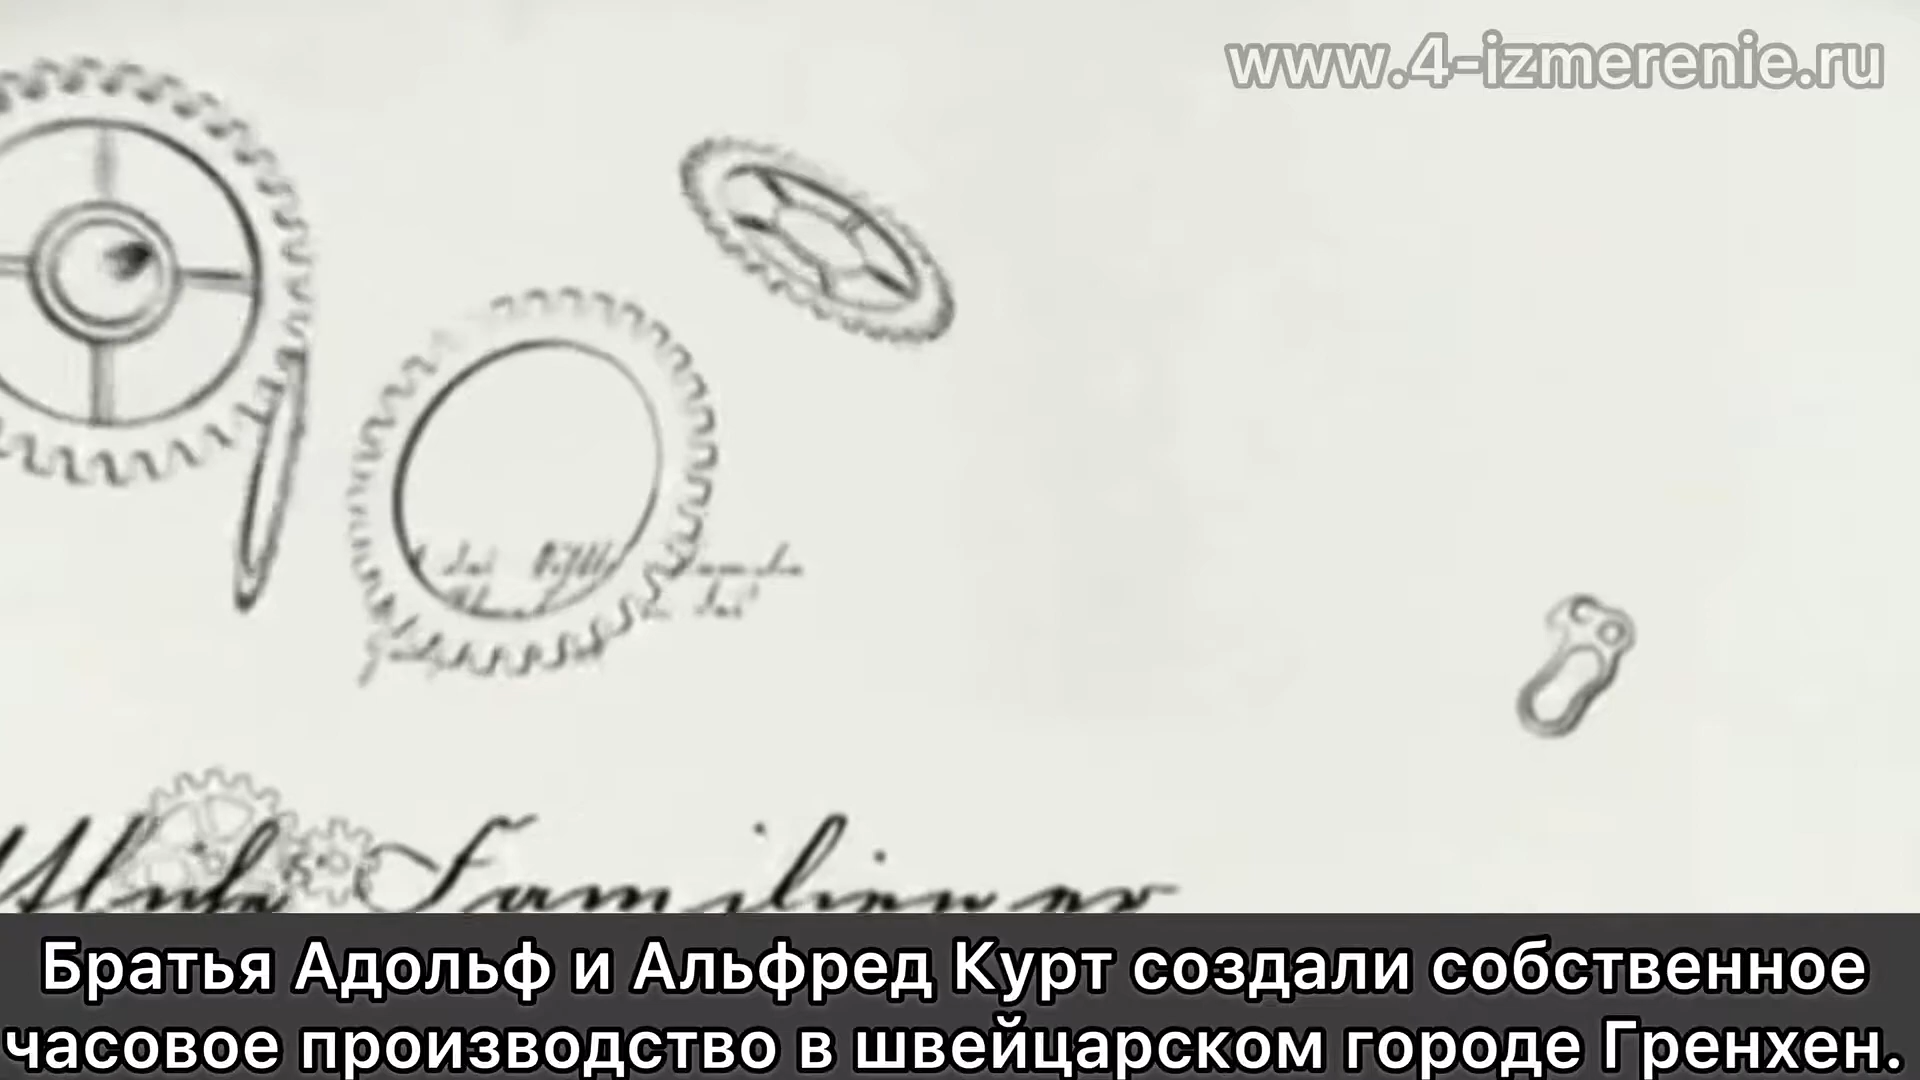 www.4-izmerenie.ru
Братья Адольф и Альфред Курт создали собственное
часовое производство в швейцарском городе Гренхен.